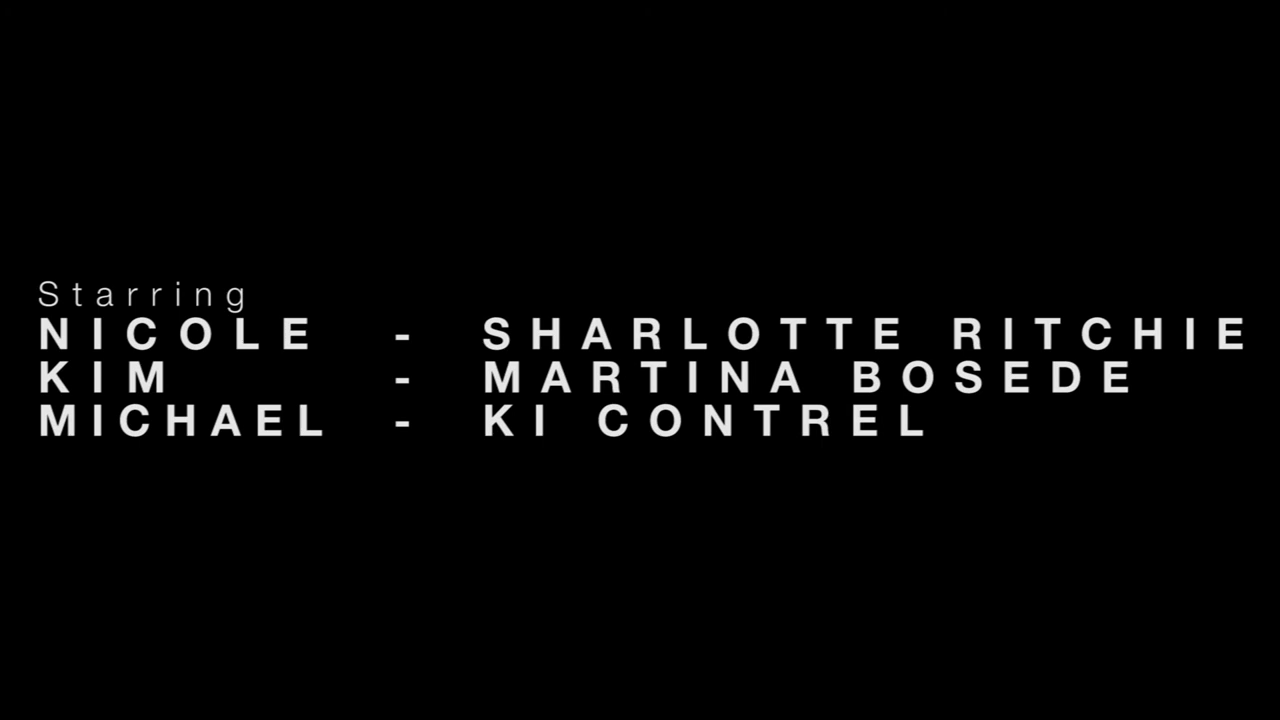 Starring
NICOLE - SHARLOTTE RITCHIE
KIM - MARTINA BOSEDE
MICHAEL - KI CONTREL